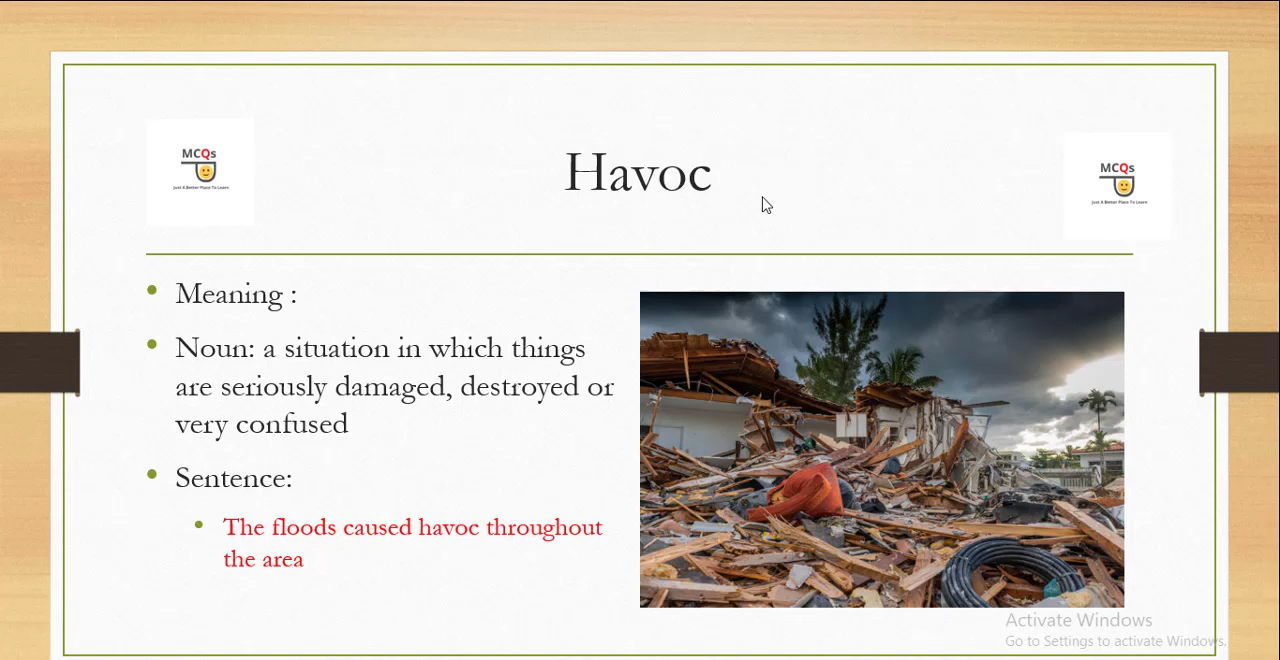 MCQs
Just A Better Place To Learn
Havoc
MCQs
Just A Better Place To Learn
Meaning :
Noun: a situation in which things
are seriously damaged, destroyed or
very confused
Sentence:
The floods caused havoc throughout
the area
Activate Windows
Go to Settings to activate Windows.